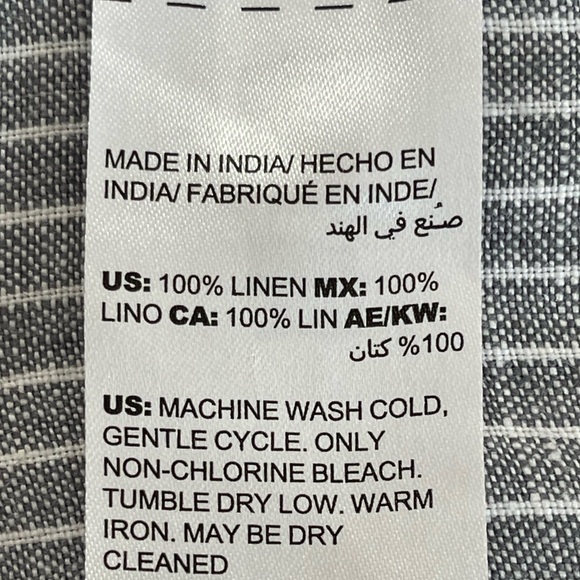 MADE IN INDIA/ HECHO EN
INDIA/ FABRIQUÉ EN INDE/
صُنع في الهند
US: 100% LINEN MX: 100%
LINO CA: 100% LIN AE/KW:
100% كتان
US: MACHINE WASH COLD,
GENTLE CYCLE. ONLY
NON-CHLORINE BLEACH.
TUMBLE DRY LOW. WARM
IRON. MAY BE DRY
CLEANED